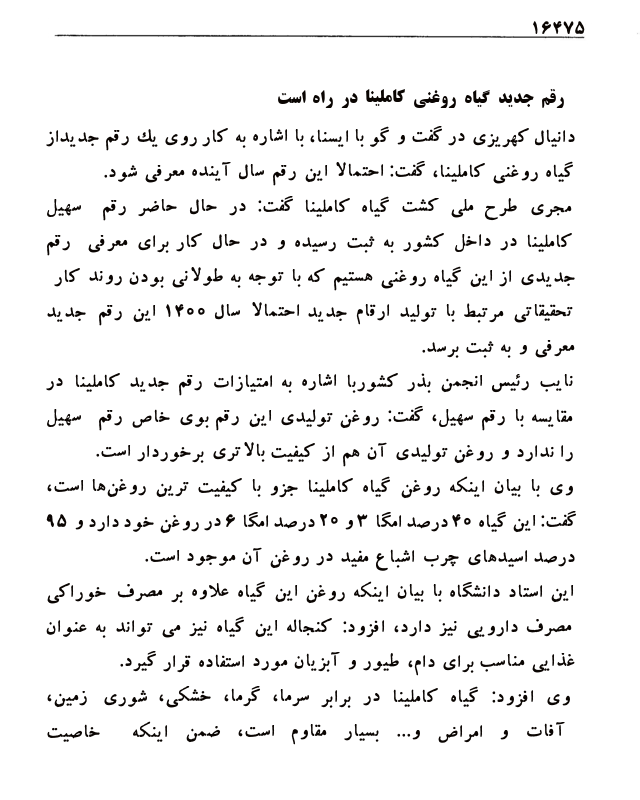 ۱۶۴۷۵
رقم جدید گیاه روغنی کاملینا در راه است
دانیال کهریزی در گفت و گو با ایسنا، با اشاره به کار روی یك رقم جدیداز
گیاه روغنی کاملینا، گفت: احتمالا این رقم سال آینده معرفی شود.
مجری طرح ملی کشت گیاه کاملینا گفت: در حال حاضر رقم سهیل
کاملینا در داخل کشور به ثبت رسیده و در حال کار برای معرفی رقم
جدیدی از این گیاه روغنی هستیم که با توجه به طولانی بودن روند کار
تحقیقاتی مرتبط با تولید ارقام جدید احتمالا سال ۱۴۰۰ این رقم جدید
معرفی و به ثبت برسد.
نایب رئیس انجمن بذر کشوربا اشاره به امتیازات رقم جدید کاملینا در
مقایسه با رقم سهیل، گفت: روغن تولیدی این رقم بوی خاص رقم سهیل
را ندارد و روغن تولیدی آن هم از کیفیت بالاتری برخوردار است.
وی با بیان اینکه روغن گیاه کاملینا جزو با کیفیت ترین روغن‌ها است،
گفت: این گیاه ۴۰ درصد امگا ۳ و ۲۰ درصد امگا ۶ در روغن خود دارد و ۹۵
درصد اسیدهای چرب اشباع مفید در روغن آن موجود است.
این استاد دانشگاه با بیان اینکه روغن این گیاه علاوه بر مصرف خوراکی
مصرف دارویی نیز دارد، افزود: کنجاله این گیاه نیز می تواند به عنوان
غذایی مناسب برای دام، طیور و آبزیان مورد استفاده قرار گیرد.
وی افزود: گیاه کاملینا در برابر سرما، گرما، خشکی، شوری زمین،
آفات و امراض و... بسیار مقاوم است، ضمن اینکه خاصیت